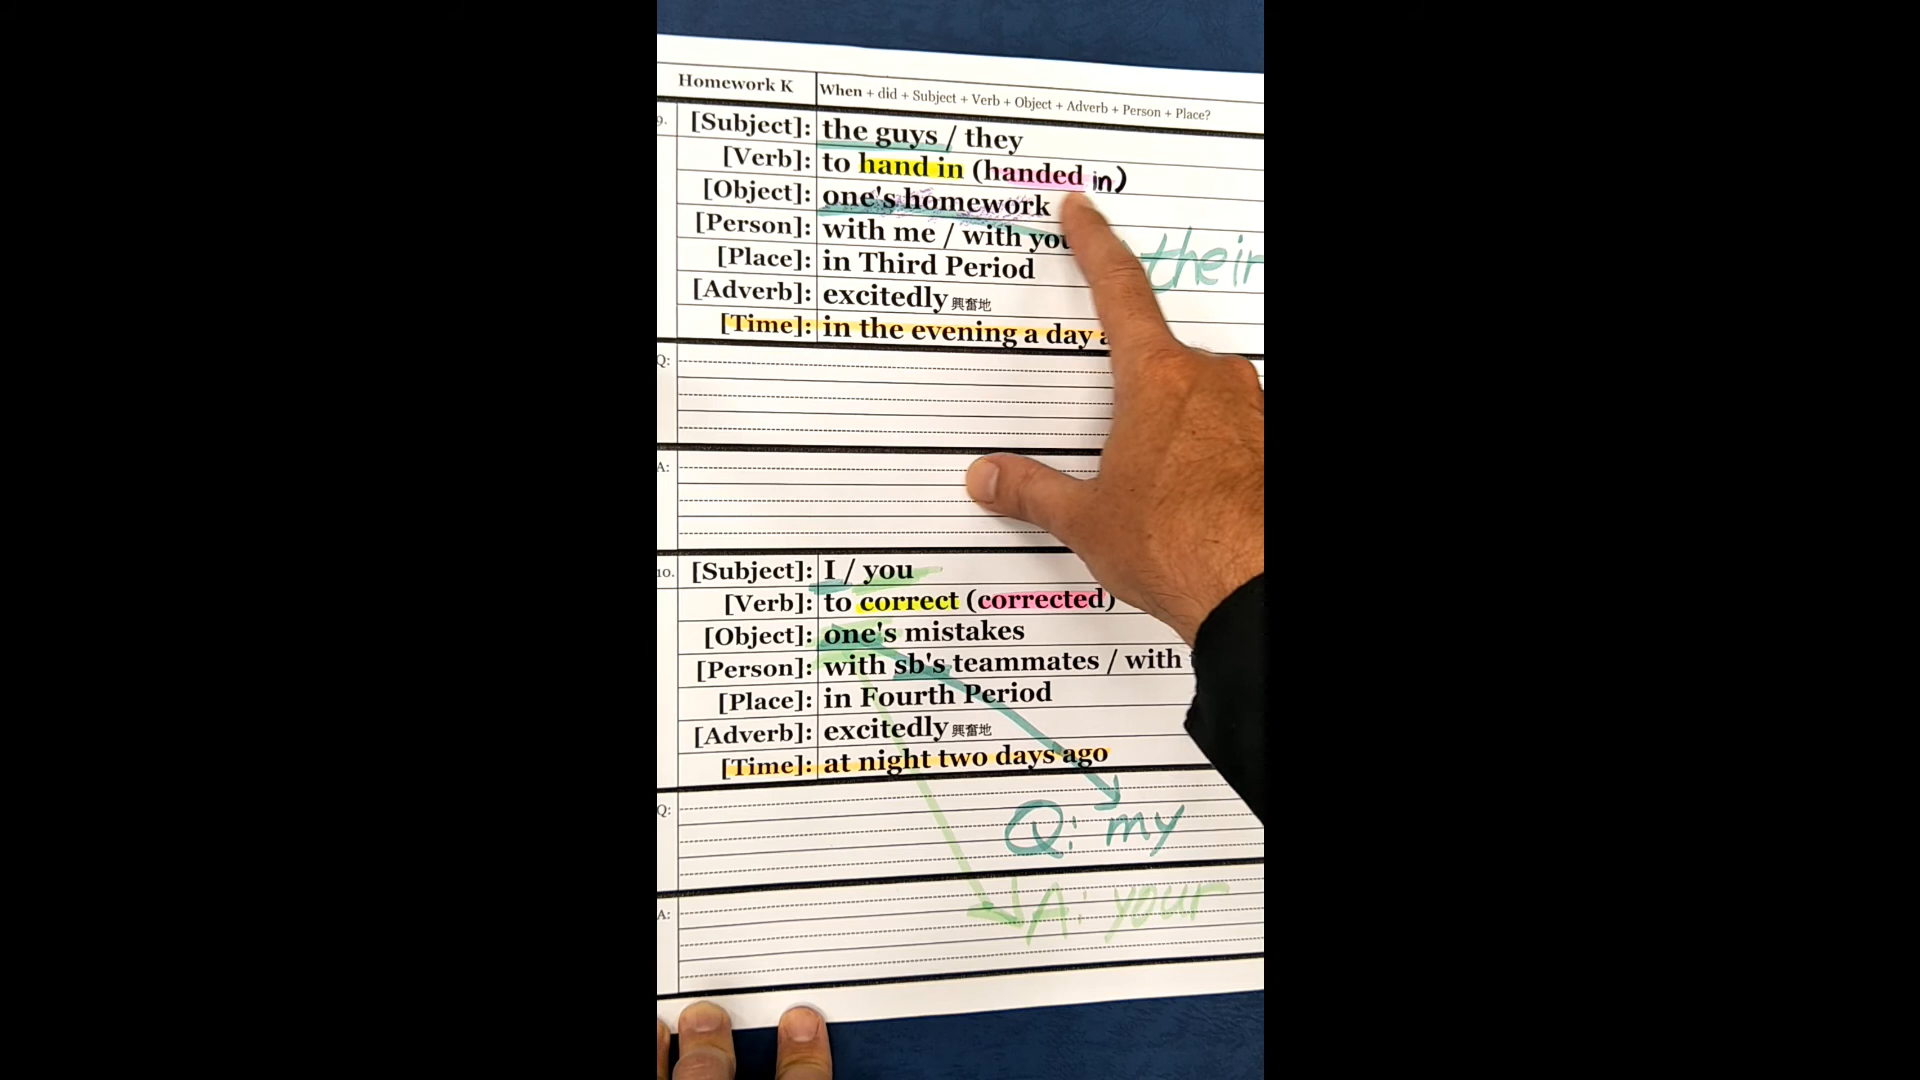 Homework K
When + did + Subject + Verb + Object + Adverb + Person + Place?
9. [Subject]: the guys / they
[Verb]: to hand in (handed in)
[Object]: one's homework
[Person]: with me / with you
[Place]: in Third Period
[Adverb]: excitedly 興奮地
[Time]: in the evening a day
their
Q:
A:
10. [Subject]: I / you
[Verb]: to correct (corrected)
[Object]: one's mistakes
[Person]: with sb's teammates / with
[Place]: in Fourth Period
[Adverb]: excitedly 興奮地
[Time]: at night two days ago
Q:
Q: my
A:
A: your